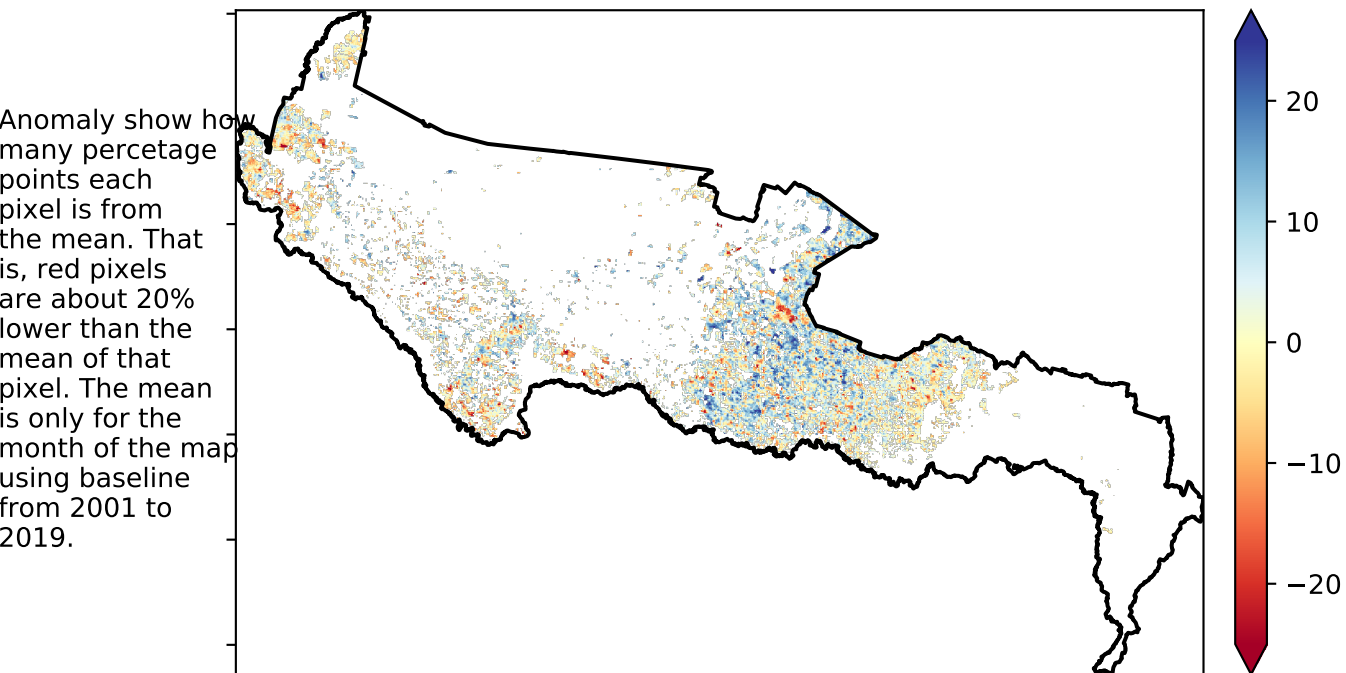 Anomaly show how
many percetage
points each
pixel is from
the mean. That
is, red pixels
are about 20%
lower than the
mean of that
pixel. The mean
is only for the
month of the map
using baseline
from 2001 to
2019.
20
10
0
−10
−20